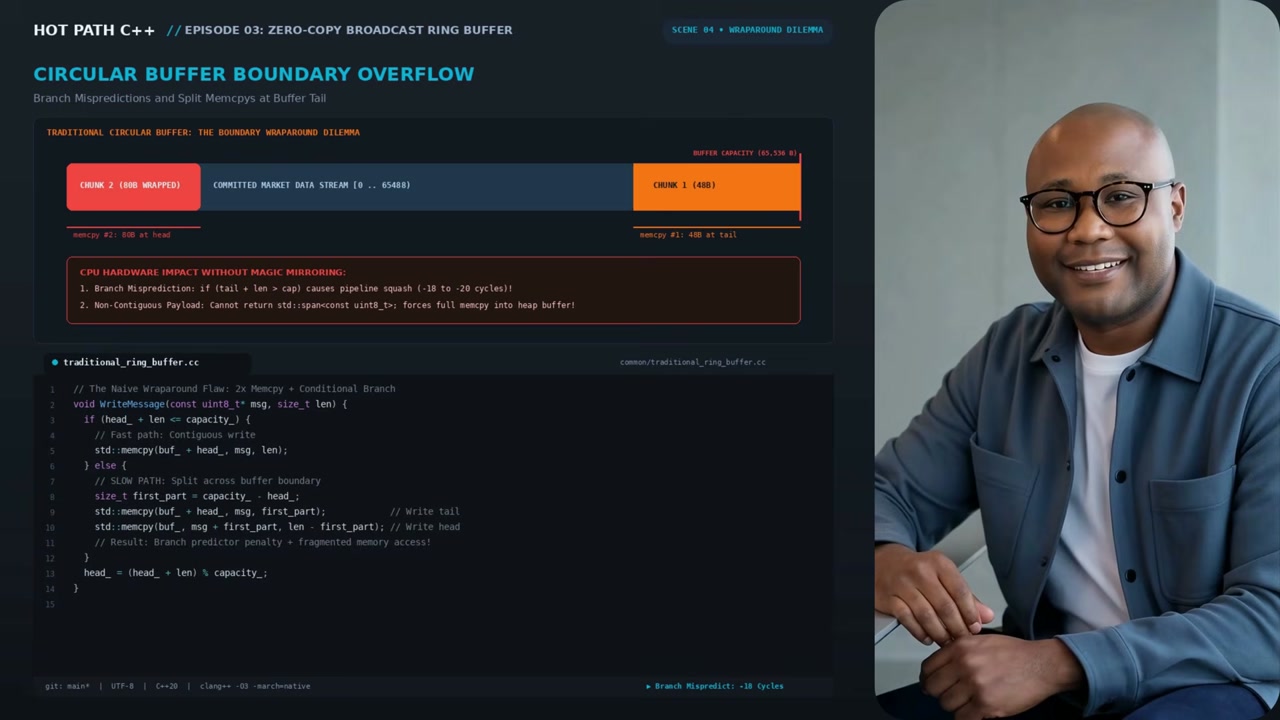 HOT PATH C++ // EPISODE 03: ZERO-COPY BROADCAST RING BUFFER
SCENE 04 • WRAPAROUND DILEMMA
CIRCULAR BUFFER BOUNDARY OVERFLOW
Branch Mispredictions and Split Memcpys at Buffer Tail
TRADITIONAL CIRCULAR BUFFER: THE BOUNDARY WRAPAROUND DILEMMA
BUFFER CAPACITY (65,536 B)
CHUNK 2 (80B WRAPPED) COMMITTED MARKET DATA STREAM [0 .. 65488) CHUNK 1 (48B)
memcpy #2: 80B at head memcpy #1: 48B at tail
CPU HARDWARE IMPACT WITHOUT MAGIC MIRRORING:
1. Branch Misprediction: if (tail + len > cap) causes pipeline squash (-18 to -20 cycles)!
2. Non-Contiguous Payload: Cannot return std::span<const uint8_t>; forces full memcpy into heap buffer!
traditional_ring_buffer.cc common/traditional_ring_buffer.cc
1 // The Naive Wraparound Flaw: 2x Memcpy + Conditional Branch
2 void WriteMessage(const uint8_t* msg, size_t len) {
3 if (head_ + len <= capacity_) {
4 // Fast path: Contiguous write
5 std::memcpy(buf_ + head_, msg, len);
6 } else {
7 // SLOW PATH: Split across buffer boundary
8 size_t first_part = capacity_ - head_;
9 std::memcpy(buf_ + head_, msg, first_part); // Write tail
10 std::memcpy(buf_, msg + first_part, len - first_part); // Write head
11 // Result: Branch predictor penalty + fragmented memory access!
12 }
13 head_ = (head_ + len) % capacity_;
14 }
15
git: main* | UTF-8 | C++20 | clang++ -O3 -march=native
▶ Branch Mispredict: -18 Cycles